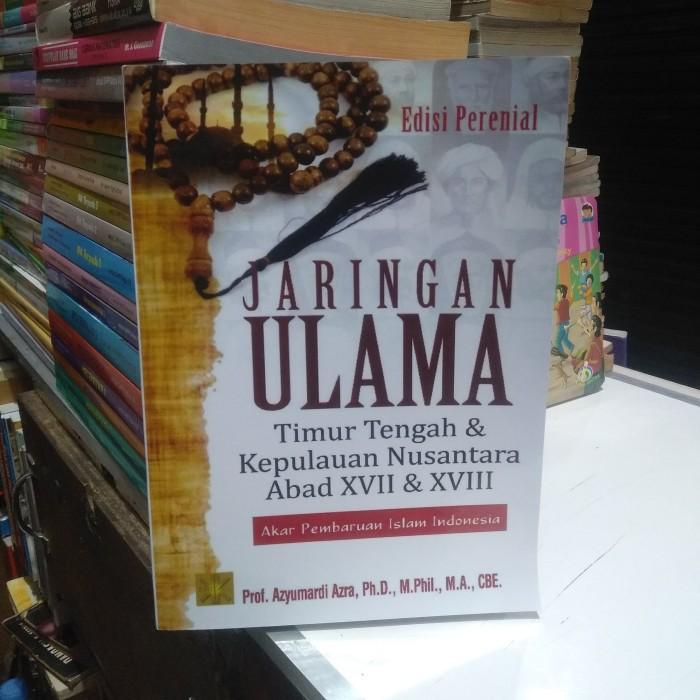 Edisi Perenial
JARINGAN
ULAMA
Timur Tengah &
Kepulauan Nusantara
Abad XVII & XVIII
Akar Pembaruan Islam Indonesia
Prof. Azyumardi Azra, Ph.D., M.Phil., M.A., CBE.